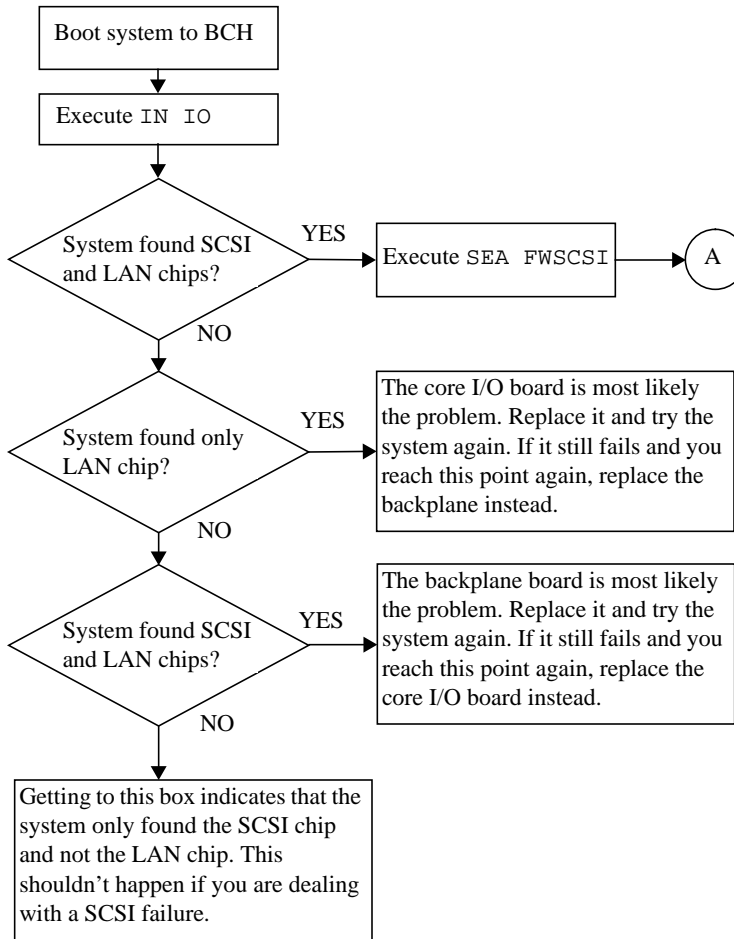 Boot system to BCH
Execute IN IO
System found SCSI
and LAN chips?
YES
Execute SEA FWSCSI
A
NO
System found only
LAN chip?
YES
The core I/O board is most likely
the problem. Replace it and try the
system again. If it still fails and you
reach this point again, replace the
backplane instead.
NO
System found SCSI
and LAN chips?
YES
The backplane board is most likely
the problem. Replace it and try the
system again. If it still fails and you
reach this point again, replace the
core I/O board instead.
NO
Getting to this box indicates that the
system only found the SCSI chip
and not the LAN chip. This
shouldn't happen if you are dealing
with a SCSI failure.